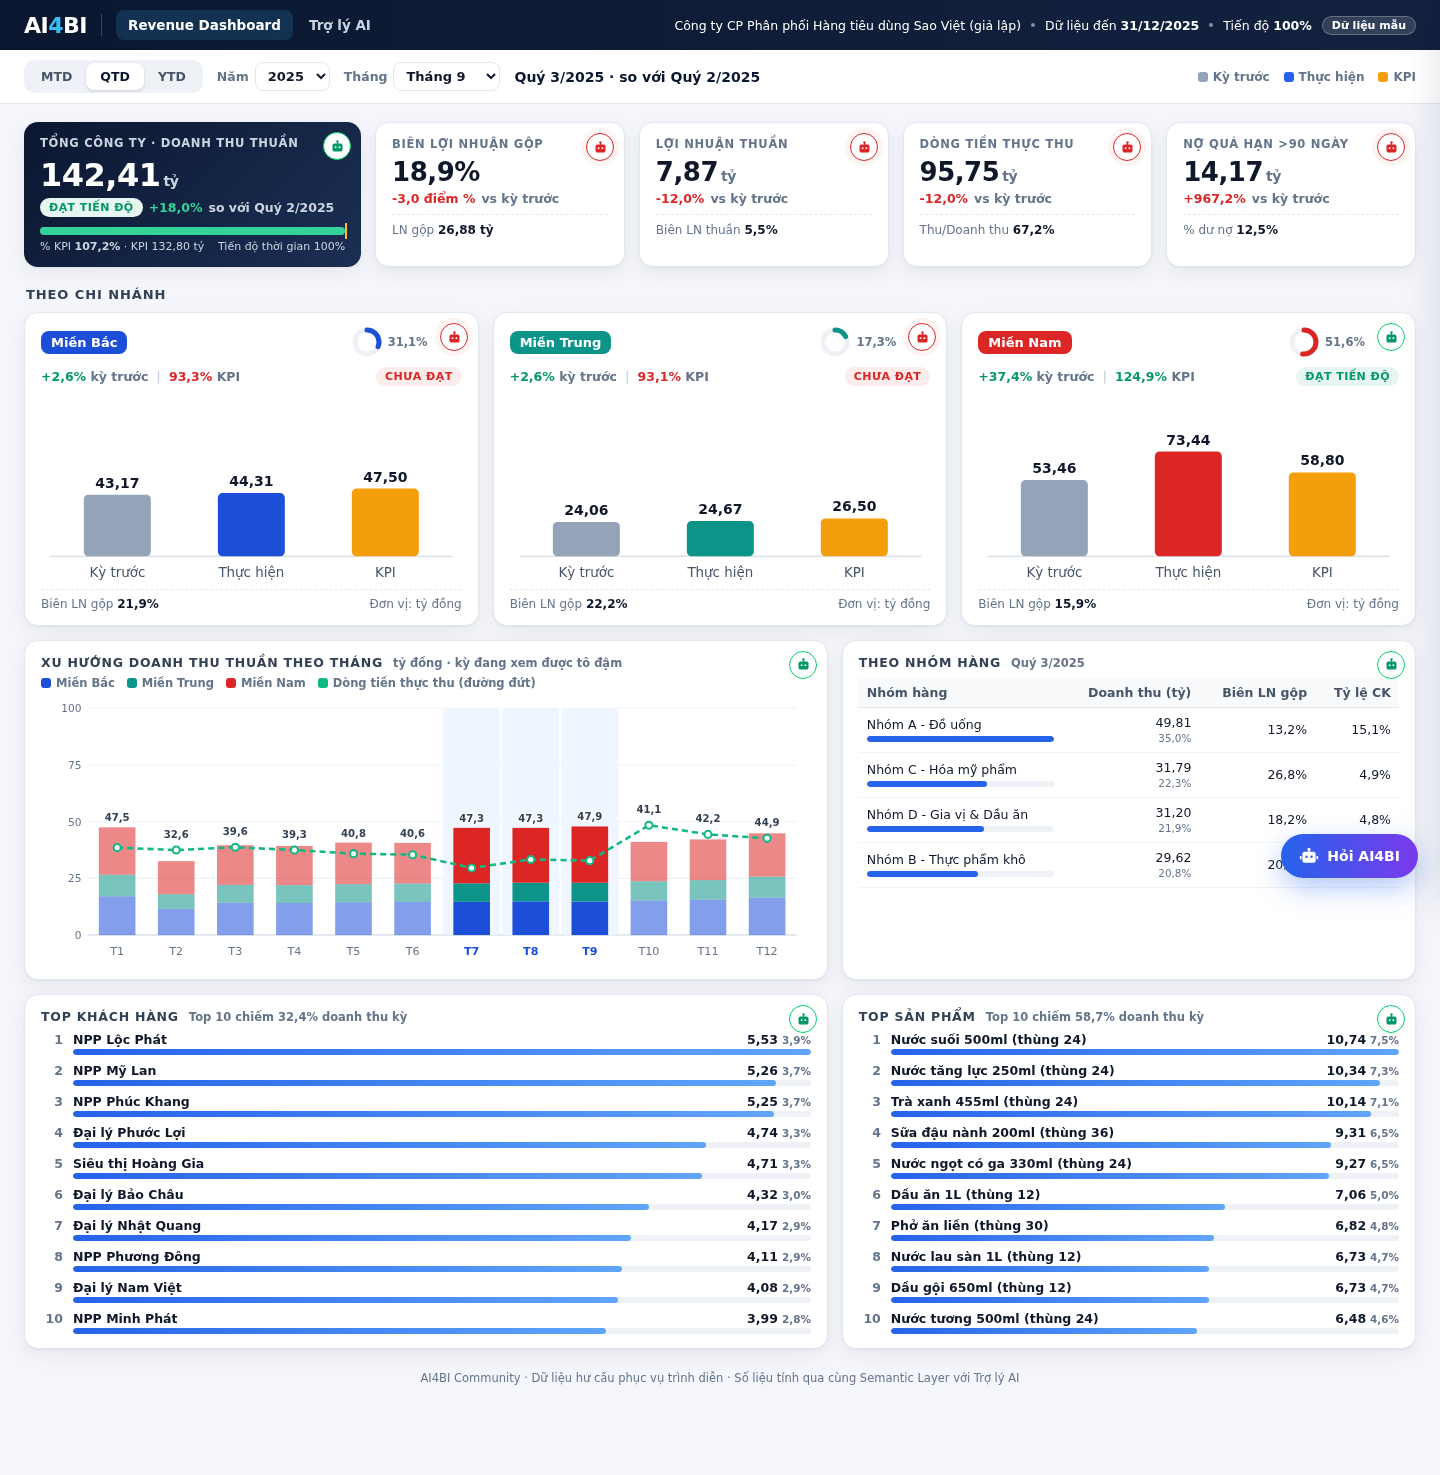 AI4BI
Revenue Dashboard
Trợ lý AI
Công ty CP Phân phối Hàng tiêu dùng Sao Việt (giả lập) • Dữ liệu đến 31/12/2025 • Tiến độ 100%
Dữ liệu mẫu
MTD QTD YTD
Năm 2025
Tháng Tháng 9
Quý 3/2025 · so với Quý 2/2025
Kỳ trước Thực hiện KPI
TỔNG CÔNG TY · DOANH THU THUẦN
142,41 tỷ
ĐẠT TIẾN ĐỘ +18,0% so với Quý 2/2025
% KPI 107,2% · KPI 132,80 tỷ Tiến độ thời gian 100%
BIÊN LỢI NHUẬN GỘP
18,9%
-3,0 điểm % vs kỳ trước
LN gộp 26,88 tỷ
LỢI NHUẬN THUẦN
7,87 tỷ
-12,0% vs kỳ trước
Biên LN thuần 5,5%
DÒNG TIỀN THỰC THU
95,75 tỷ
-12,0% vs kỳ trước
Thu/Doanh thu 67,2%
NỢ QUÁ HẠN >90 NGÀY
14,17 tỷ
+967,2% vs kỳ trước
% dư nợ 12,5%
THEO CHI NHÁNH
Miền Bắc
31,1%
+2,6% kỳ trước | 93,3% KPI
CHƯA ĐẠT
43,17 44,31 47,50
Kỳ trước Thực hiện KPI
Biên LN gộp 21,9% Đơn vị: tỷ đồng
Miền Trung
17,3%
+2,6% kỳ trước | 93,1% KPI
CHƯA ĐẠT
24,06 24,67 26,50
Kỳ trước Thực hiện KPI
Biên LN gộp 22,2% Đơn vị: tỷ đồng
Miền Nam
51,6%
+37,4% kỳ trước | 124,9% KPI
ĐẠT TIẾN ĐỘ
53,46 73,44 58,80
Kỳ trước Thực hiện KPI
Biên LN gộp 15,9% Đơn vị: tỷ đồng
XU HƯỚNG DOANH THU THUẦN THEO THÁNG tỷ đồng · kỳ đang xem được tô đậm
Miền Bắc Miền Trung Miền Nam Dòng tiền thực thu (đường đứt)
100
75
50
25
0
47,5 32,6 39,6 39,3 40,8 40,6 47,3 47,3 47,9 41,1 42,2 44,9
T1 T2 T3 T4 T5 T6 T7 T8 T9 T10 T11 T12
THEO NHÓM HÀNG Quý 3/2025
Nhóm hàng Doanh thu (tỷ) Biên LN gộp Tỷ lệ CK
Nhóm A - Đồ uống 49,81 35,0% 13,2% 15,1%
Nhóm C - Hóa mỹ phẩm 31,79 22,3% 26,8% 4,9%
Nhóm D - Gia vị & Dầu ăn 31,20 21,9% 18,2% 4,8%
Nhóm B - Thực phẩm khô 29,62 20,8%
Hỏi AI4BI
TOP KHÁCH HÀNG Top 10 chiếm 32,4% doanh thu kỳ
1 NPP Lộc Phát 5,53 3,9%
2 NPP Mỹ Lan 5,26 3,7%
3 NPP Phúc Khang 5,25 3,7%
4 Đại lý Phước Lợi 4,74 3,3%
5 Siêu thị Hoàng Gia 4,71 3,3%
6 Đại lý Bảo Châu 4,32 3,0%
7 Đại lý Nhật Quang 4,17 2,9%
8 NPP Phương Đông 4,11 2,9%
9 Đại lý Nam Việt 4,08 2,9%
10 NPP Minh Phát 3,99 2,8%
TOP SẢN PHẨM Top 10 chiếm 58,7% doanh thu kỳ
1 Nước suối 500ml (thùng 24) 10,74 7,5%
2 Nước tăng lực 250ml (thùng 24) 10,34 7,3%
3 Trà xanh 455ml (thùng 24) 10,14 7,1%
4 Sữa đậu nành 200ml (thùng 36) 9,31 6,5%
5 Nước ngọt có ga 330ml (thùng 24) 9,27 6,5%
6 Dầu ăn 1L (thùng 12) 7,06 5,0%
7 Phở ăn liền (thùng 30) 6,82 4,8%
8 Nước lau sàn 1L (thùng 12) 6,73 4,7%
9 Dầu gội 650ml (thùng 12) 6,73 4,7%
10 Nước tương 500ml (thùng 24) 6,48 4,6%
AI4BI Community · Dữ liệu hư cấu phục vụ trình diễn · Số liệu tính qua cùng Semantic Layer với Trợ lý AI